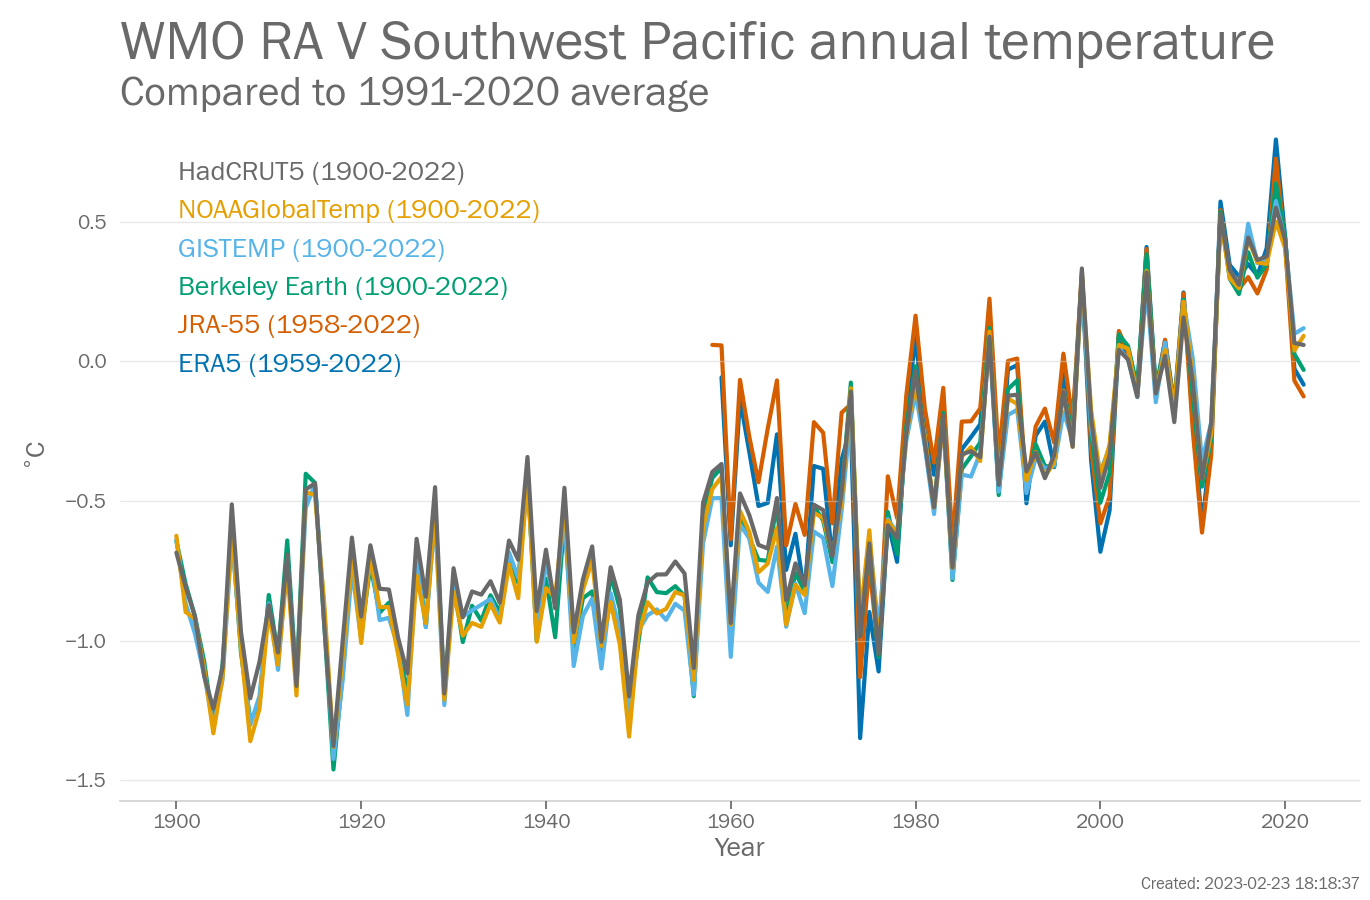 WMO RA V Southwest Pacific annual temperature
Compared to 1991-2020 average
HadCRUT5 (1900-2022)
NOAAGlobalTemp (1900-2022)
GISTEMP (1900-2022)
Berkeley Earth (1900-2022)
JRA-55 (1958-2022)
ERA5 (1959-2022)
°C
0.5
0.0
−0.5
−1.0
−1.5
1900 1920 1940 1960 1980 2000 2020
Year
Created: 2023-02-23 18:18:37